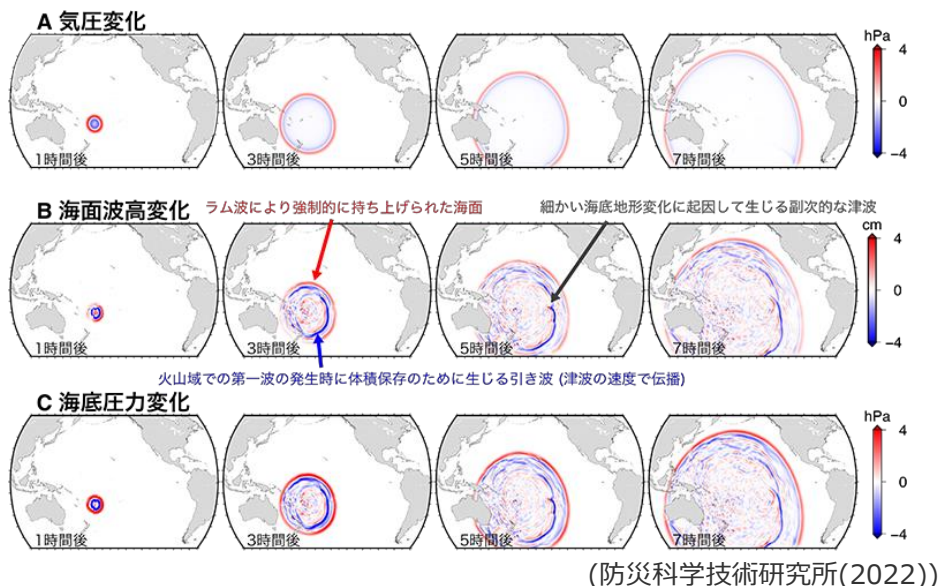 A 気圧変化
hPa
4
0
−4
1時間後
3時間後
5時間後
7時間後
B 海面波高変化
ラム波により強制的に持ち上げられた海面
細かい海底地形変化に起因して生じる副次的な津波
cm
4
0
−4
1時間後
3時間後
5時間後
7時間後
火山域での第一波の発生時に体積保存のために生じる引き波 (津波の速度で伝播)
C 海底圧力変化
hPa
4
0
−4
1時間後
3時間後
5時間後
7時間後
(防災科学技術研究所(2022))